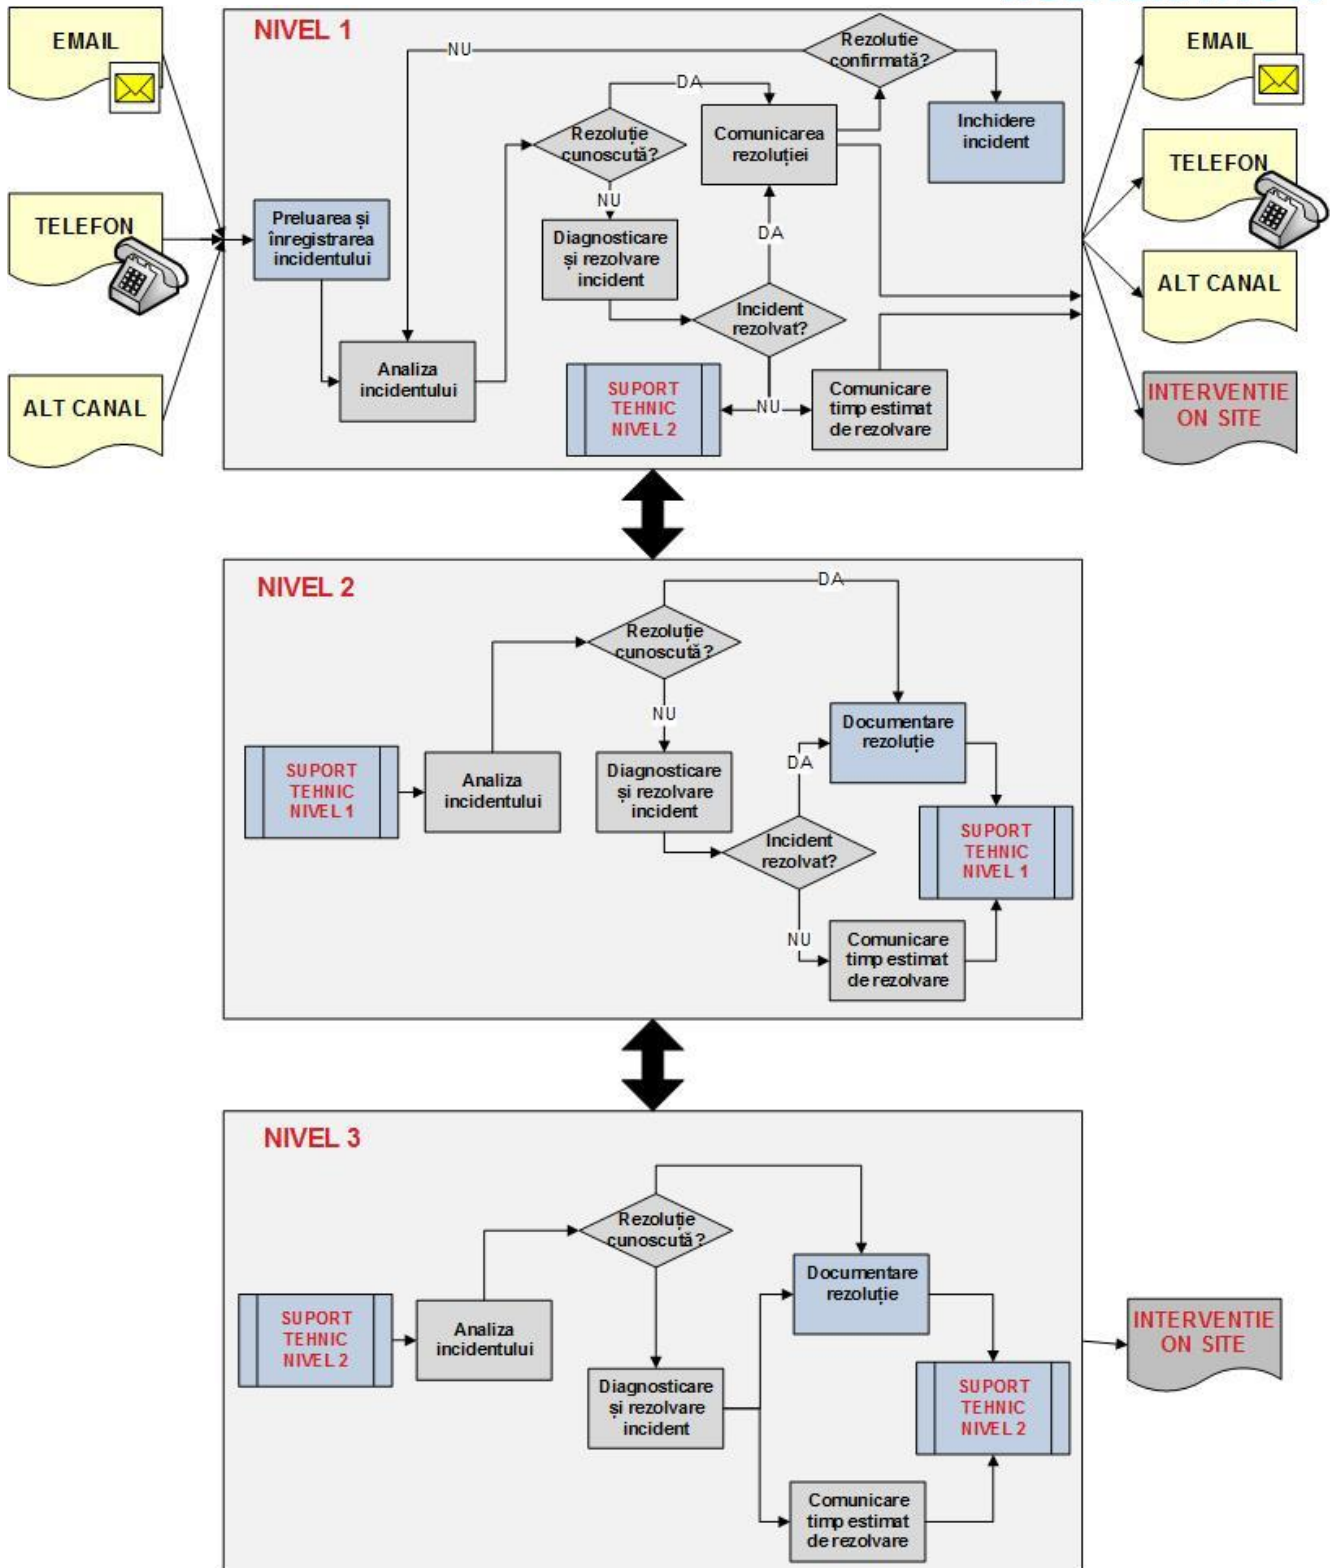 EMAIL
TELEFON
ALT CANAL
NIVEL 1
NU
Rezolutie
confirmată?
DA
Rezoluție
cunoscută?
Comunicarea
rezoluției
Inchidere
incident
Preluarea și
înregistrarea
incidentului
NU
Diagnosticare
și rezolvare
incident
DA
Incident
rezolvat?
Analiza
incidentului
SUPORT
TEHNIC
NIVEL 2
NU
Comunicare
timp estimat
de rezolvare
EMAIL
TELEFON
ALT CANAL
INTERVENTIE
ON SITE
NIVEL 2
DA
Rezoluție
cunoscută?
NU
Documentare
rezoluție
SUPORT
TEHNIC
NIVEL 1
Analiza
incidentului
Diagnosticare
și rezolvare
incident
DA
Incident
rezolvat?
SUPORT
TEHNIC
NIVEL 1
NU
Comunicare
timp estimat
de rezolvare
NIVEL 3
Rezoluție
cunoscută?
Documentare
rezoluție
SUPORT
TEHNIC
NIVEL 2
Analiza
incidentului
INTERVENTIE
ON SITE
Diagnosticare
și rezolvare
incident
SUPORT
TEHNIC
NIVEL 2
Comunicare
timp estimat
de rezolvare